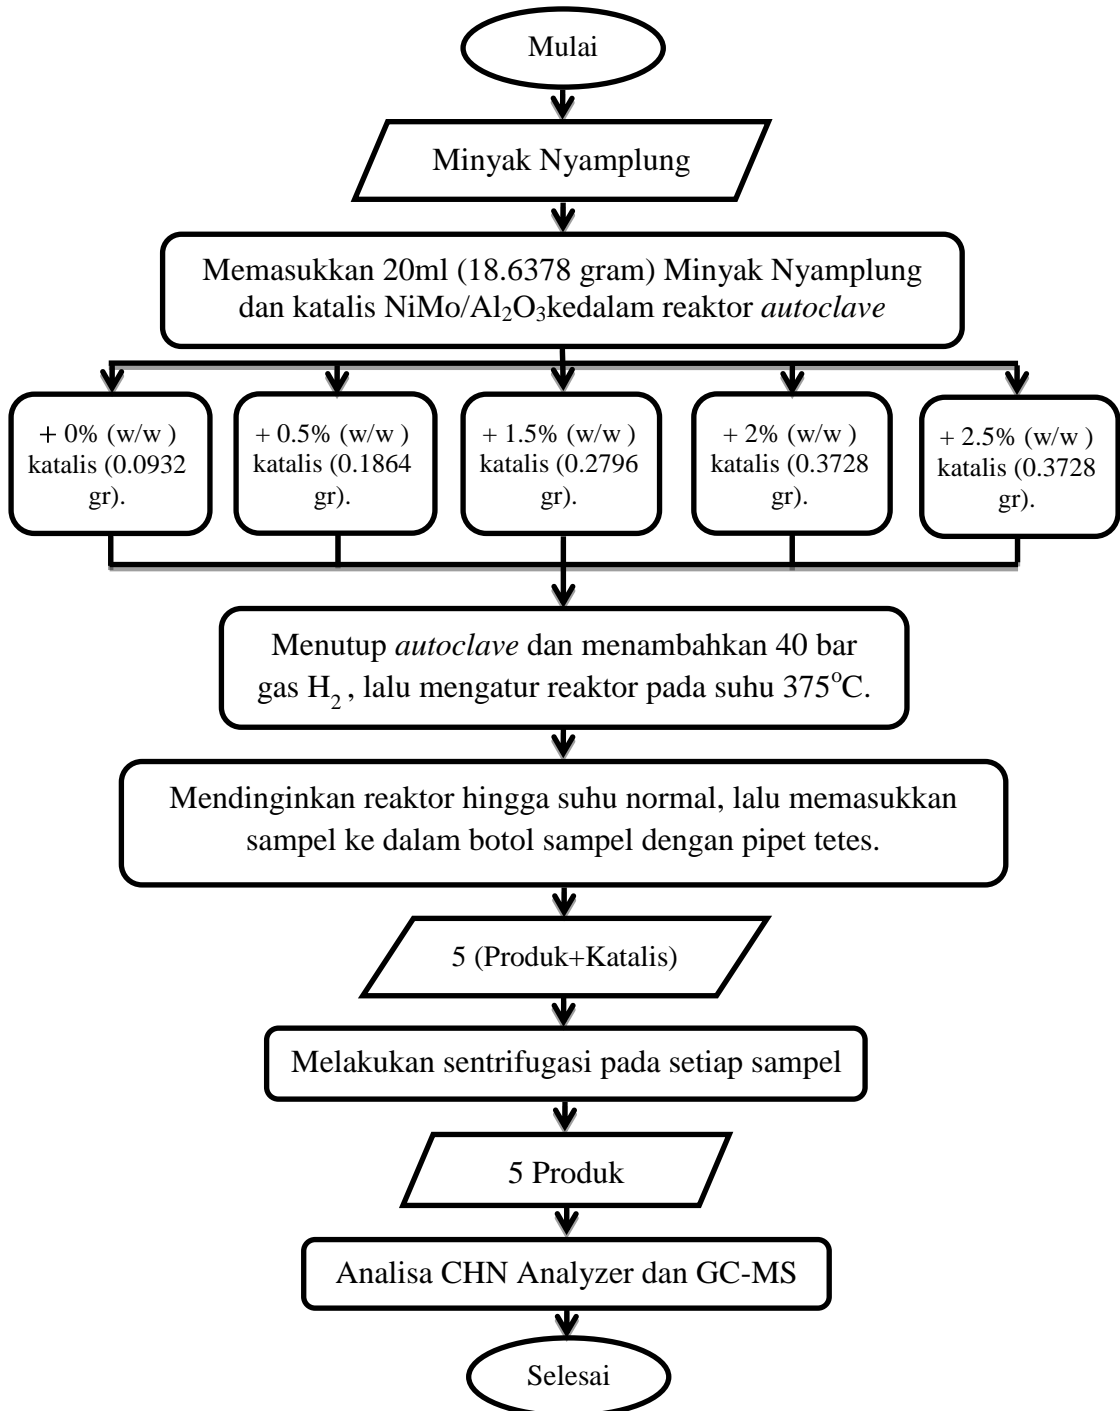 Mulai
Minyak Nyamplung
Memasukkan 20ml (18.6378 gram) Minyak Nyamplung
dan katalis NiMo/Al₂O₃kedalam reaktor autoclave
+ 0% (w/w )
katalis (0.0932
gr).
+ 0.5% (w/w )
katalis (0.1864
gr).
+ 1.5% (w/w )
katalis (0.2796
gr).
+ 2% (w/w )
katalis (0.3728
gr).
+ 2.5% (w/w )
katalis (0.3728
gr).
Menutup autoclave dan menambahkan 40 bar
gas H₂ , lalu mengatur reaktor pada suhu 375°C.
Mendinginkan reaktor hingga suhu normal, lalu memasukkan
sampel ke dalam botol sampel dengan pipet tetes.
5 (Produk+Katalis)
Melakukan sentrifugasi pada setiap sampel
5 Produk
Analisa CHN Analyzer dan GC-MS
Selesai